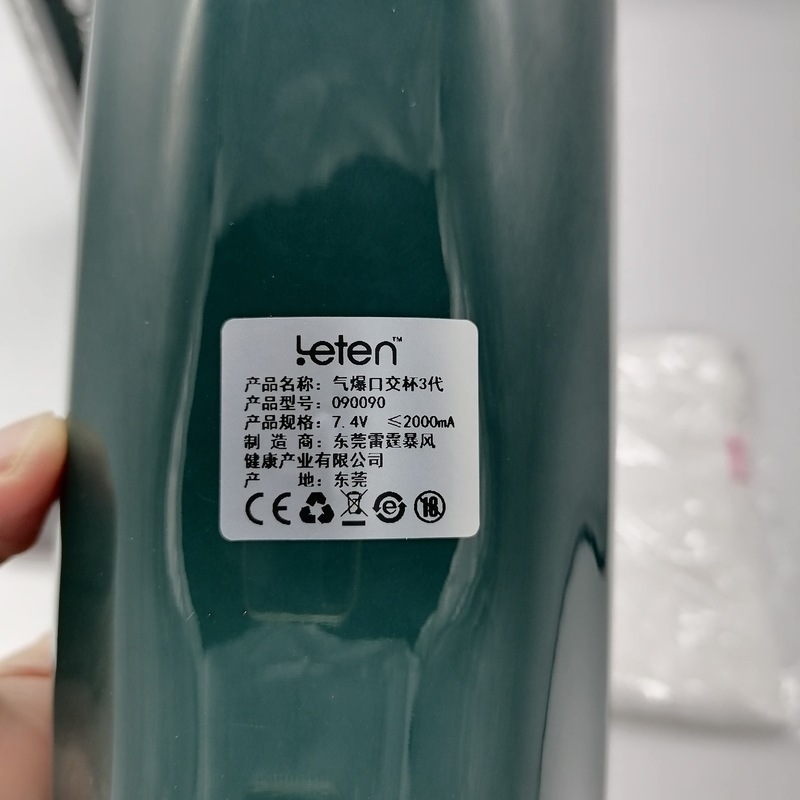 leten™
产品名称：气爆口交杯3代
产品型号：090090
产品规格：7.4V ≤2000mA
制造商：东莞雷霆暴风
健康产业有限公司
产地：东莞
CE e 18